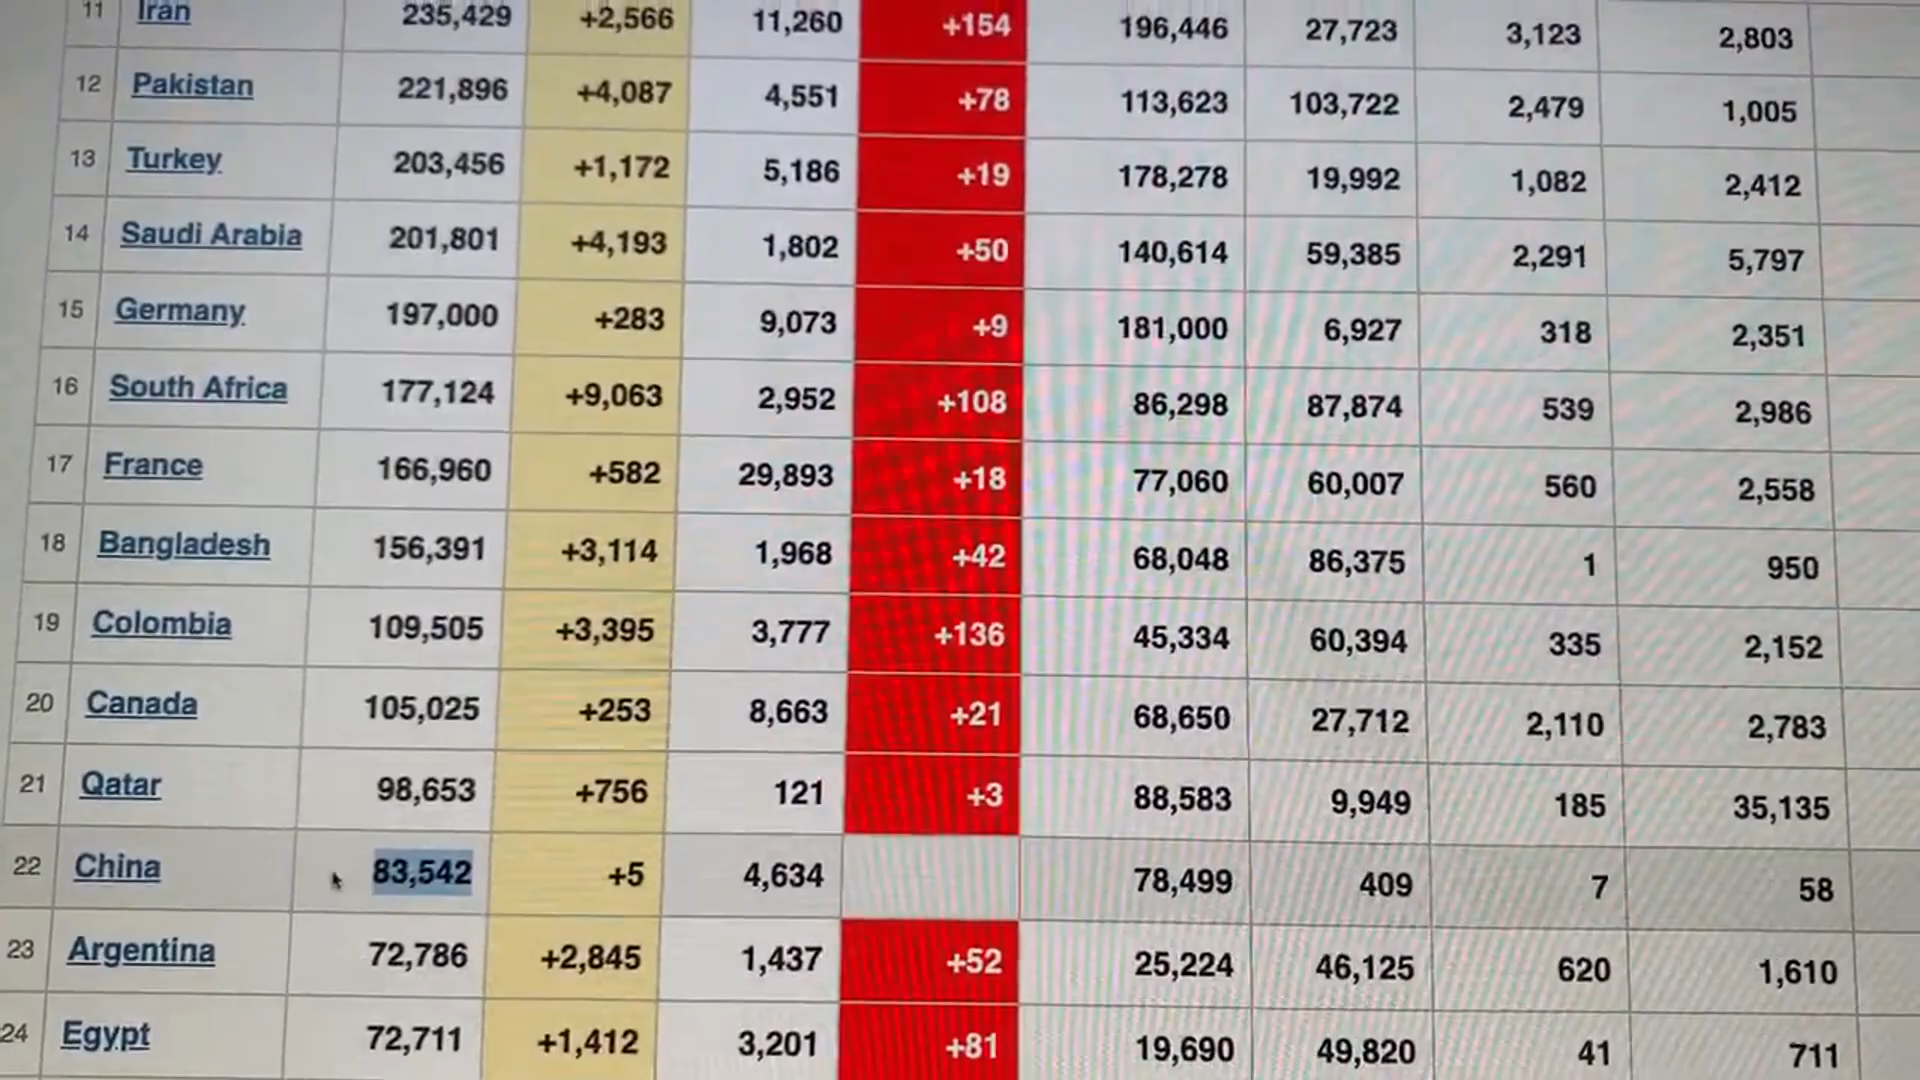 11 Iran 235,429 +2,566 11,260 +154 196,446 27,723 3,123 2,803
12 Pakistan 221,896 +4,087 4,551 +78 113,623 103,722 2,479 1,005
13 Turkey 203,456 +1,172 5,186 +19 178,278 19,992 1,082 2,412
14 Saudi Arabia 201,801 +4,193 1,802 +50 140,614 59,385 2,291 5,797
15 Germany 197,000 +283 9,073 +9 181,000 6,927 318 2,351
16 South Africa 177,124 +9,063 2,952 +108 86,298 87,874 539 2,986
17 France 166,960 +582 29,893 +18 77,060 60,007 560 2,558
18 Bangladesh 156,391 +3,114 1,968 +42 68,048 86,375 1 950
19 Colombia 109,505 +3,395 3,777 +136 45,334 60,394 335 2,152
20 Canada 105,025 +253 8,663 +21 68,650 27,712 2,110 2,783
21 Qatar 98,653 +756 121 +3 88,583 9,949 185 35,135
22 China 83,542 +5 4,634 78,499 409 7 58
23 Argentina 72,786 +2,845 1,437 +52 25,224 46,125 620 1,610
24 Egypt 72,711 +1,412 3,201 +81 19,690 49,820 41 711